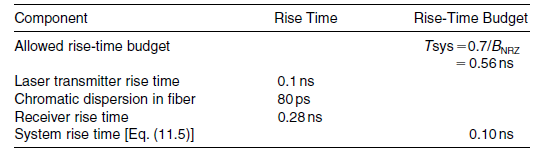 Component Rise Time Rise-Time Budget
Allowed rise-time budget Tsys = 0.7/B_NRZ
= 0.56 ns
Laser transmitter rise time 0.1 ns
Chromatic dispersion in fiber 80 ps
Receiver rise time 0.28 ns
System rise time [Eq. (11.5)] 0.10 ns